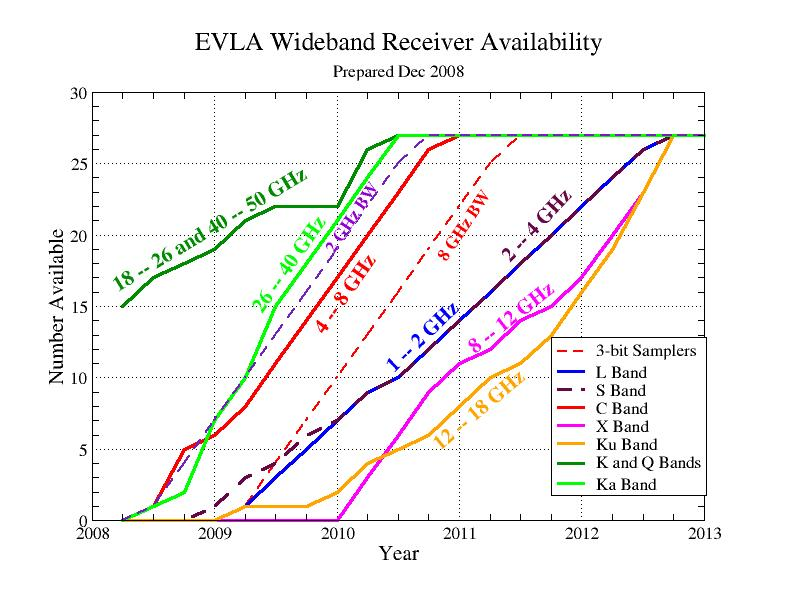 EVLA Wideband Receiver Availability
Prepared Dec 2008
30
25
20
15
10
5
0
Number Available
18 -- 26 and 40 -- 50 GHz
26 -- 40 GHz
2 GHz BW
4 -- 8 GHz
8 GHz BW
2 -- 4 GHz
1 -- 2 GHz
8 -- 12 GHz
12 -- 18 GHz
3-bit Samplers
L Band
S Band
C Band
X Band
Ku Band
K and Q Bands
Ka Band
2008 2009 2010 2011 2012 2013
Year